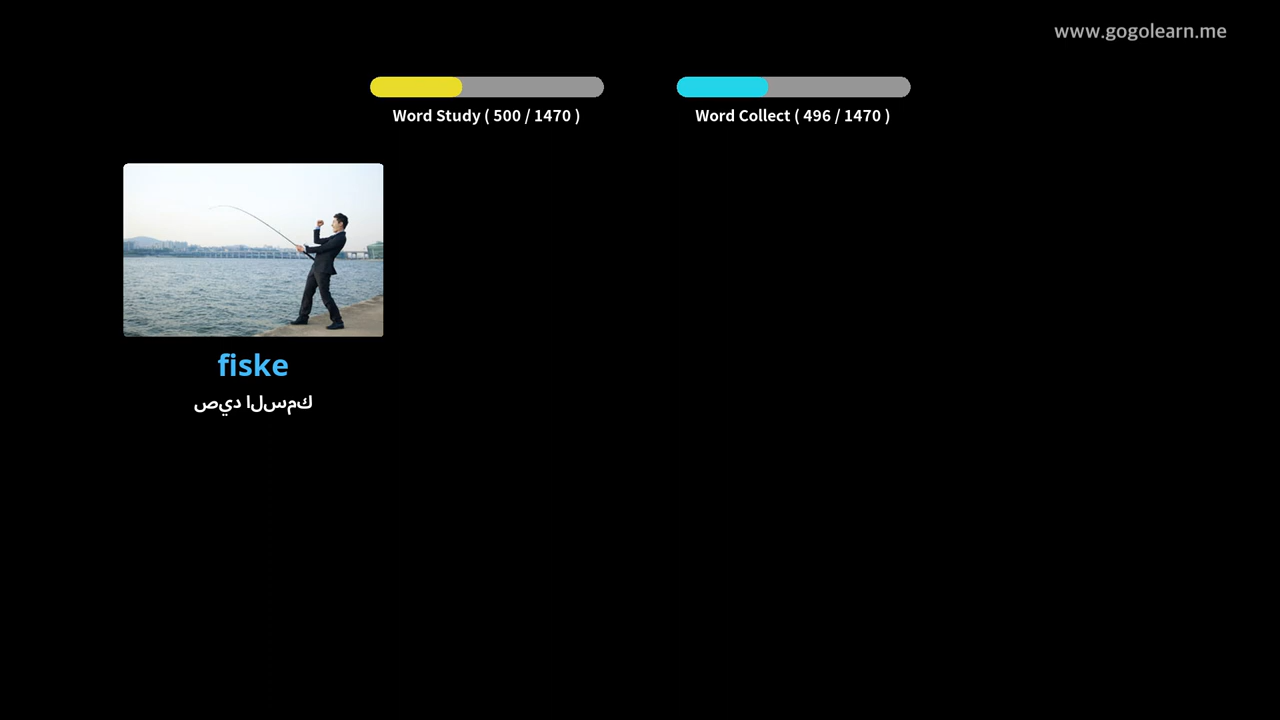 www.gogolearn.me
Word Study ( 500 / 1470 )
Word Collect ( 496 / 1470 )
fiske
صيد السمك